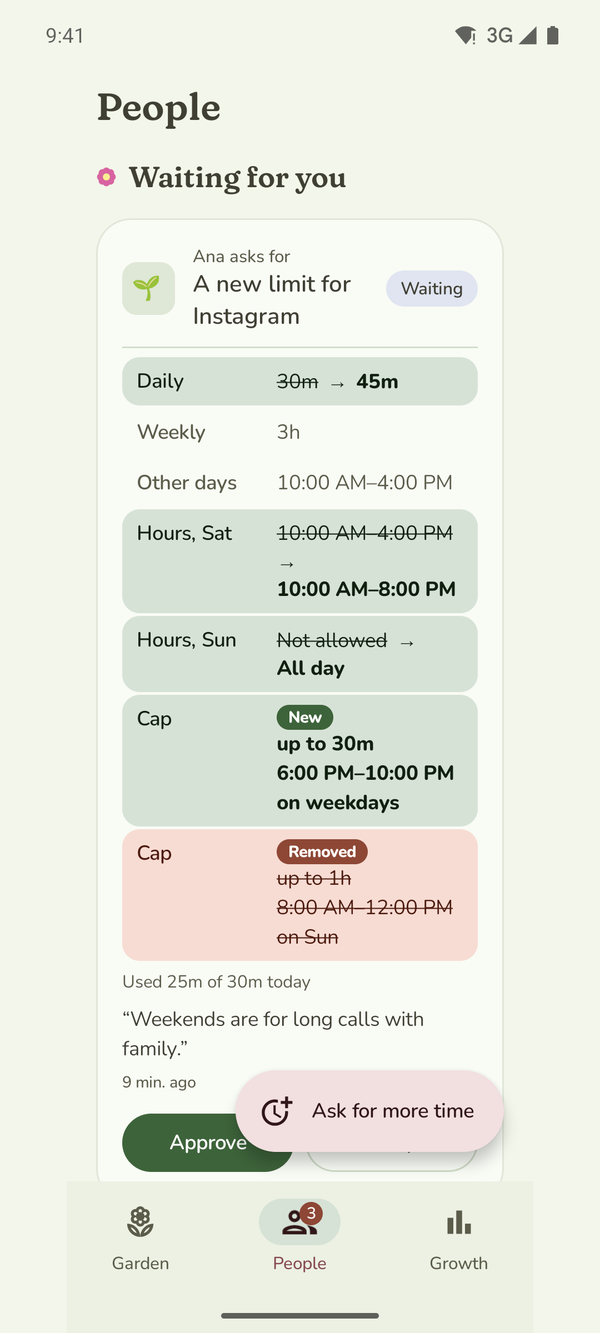 9:41
3G
People
Waiting for you
Ana asks for
A new limit for
Instagram
Waiting
Daily
30m → 45m
Weekly
3h
Other days
10:00 AM–4:00 PM
Hours, Sat
10:00 AM–4:00 PM
→
10:00 AM–8:00 PM
Hours, Sun
Not allowed →
All day
Cap
New
up to 30m
6:00 PM–10:00 PM
on weekdays
Cap
Removed
up to 1h
8:00 AM–12:00 PM
on Sun
Used 25m of 30m today
“Weekends are for long calls with
family.”
9 min. ago
Ask for more time
Approve
3
Garden
People
Growth